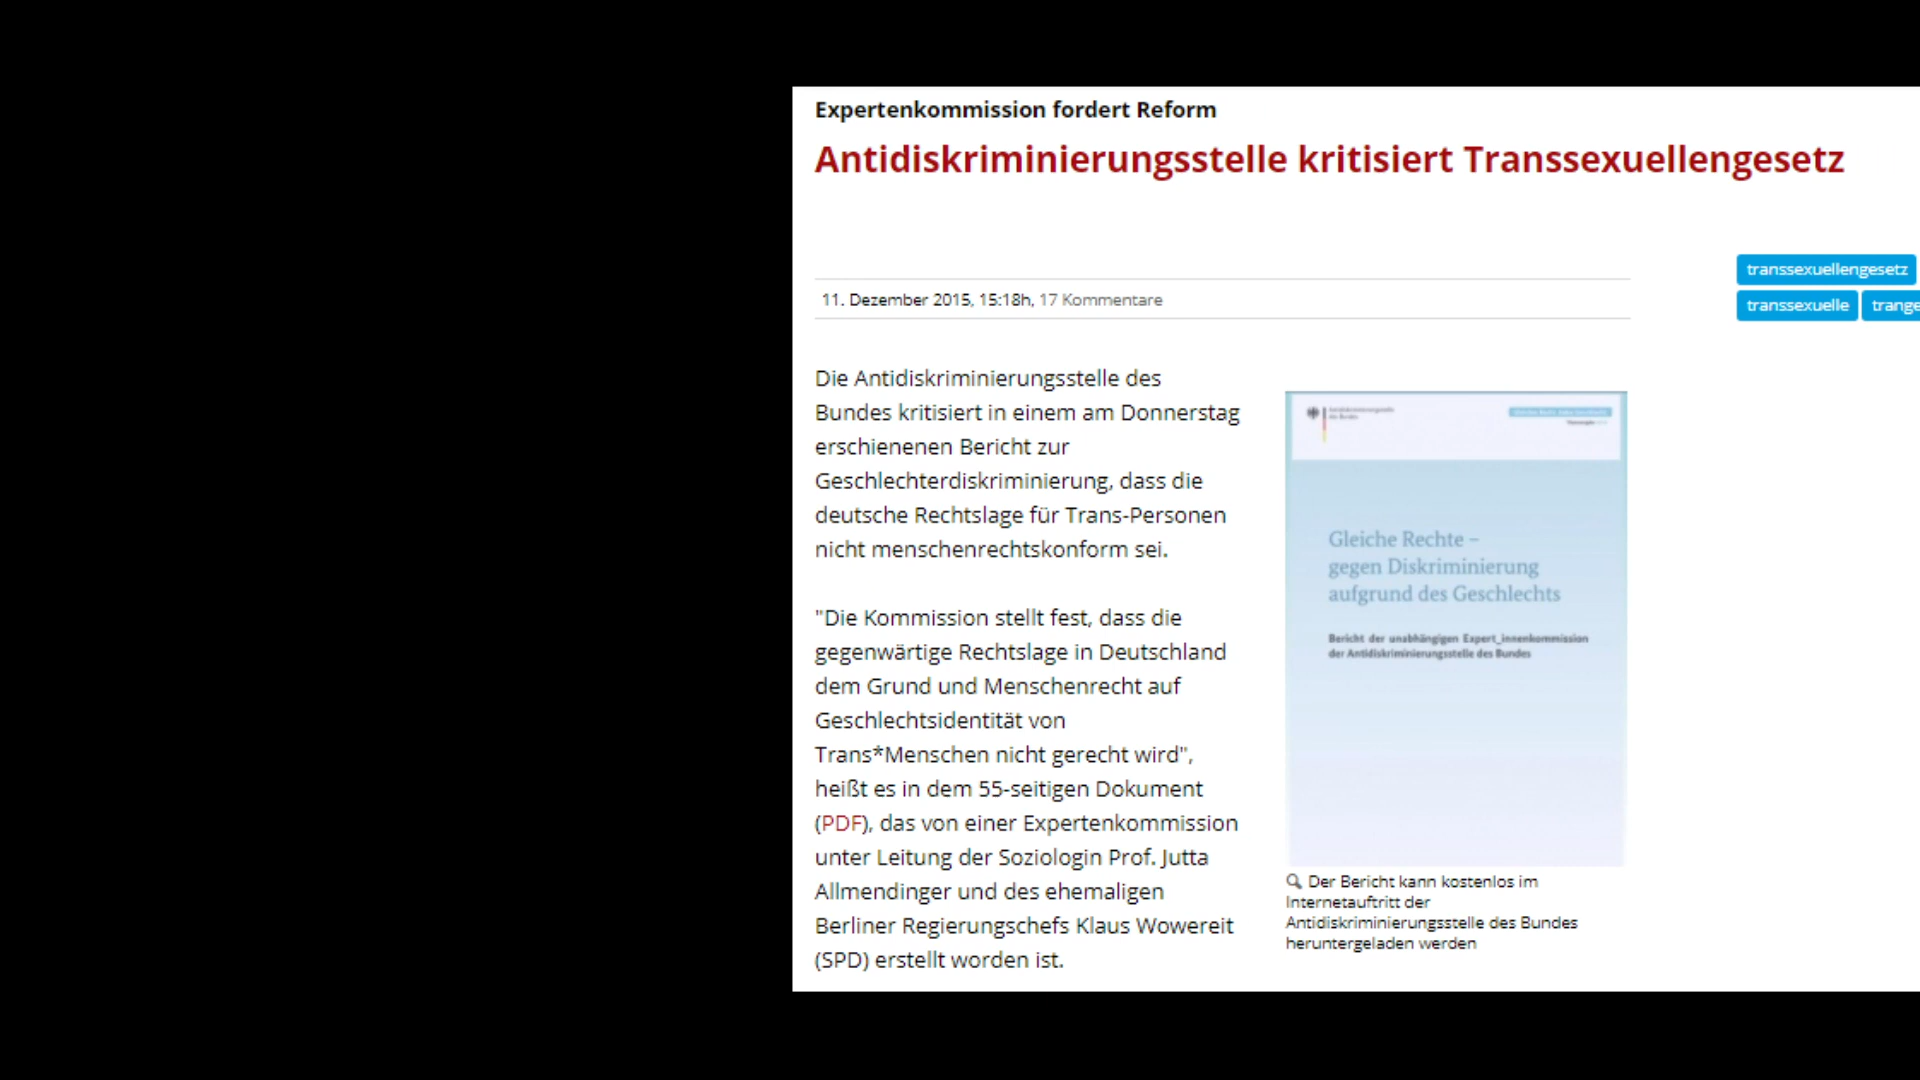 Expertenkommission fordert Reform
Antidiskriminierungsstelle kritisiert Transsexuellengesetz
transsexuellengesetz
11. Dezember 2015, 15:18h, 17 Kommentare
transsexuelle trange
Die Antidiskriminierungsstelle des
Bundes kritisiert in einem am Donnerstag
erschienenen Bericht zur
Geschlechterdiskriminierung, dass die
deutsche Rechtslage für Trans-Personen
nicht menschenrechtskonform sei.
"Die Kommission stellt fest, dass die
gegenwärtige Rechtslage in Deutschland
dem Grund und Menschenrecht auf
Geschlechtsidentität von
Trans*Menschen nicht gerecht wird",
heißt es in dem 55-seitigen Dokument
(PDF), das von einer Expertenkommission
unter Leitung der Soziologin Prof. Jutta
Allmendinger und des ehemaligen
Berliner Regierungschefs Klaus Wowereit
(SPD) erstellt worden ist.
Gleiche Rechte –
gegen Diskriminierung
aufgrund des Geschlechts
Bericht der unabhängigen Expert_innenkommission
der Antidiskriminierungsstelle des Bundes
Der Bericht kann kostenlos im
Internetauftritt der
Antidiskriminierungsstelle des Bundes
heruntergeladen werden